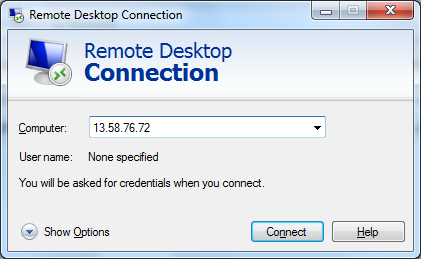 Remote Desktop Connection
Remote Desktop
Connection
Computer: 13.58.76.72
User name: None specified
You will be asked for credentials when you connect.
Show Options Connect Help